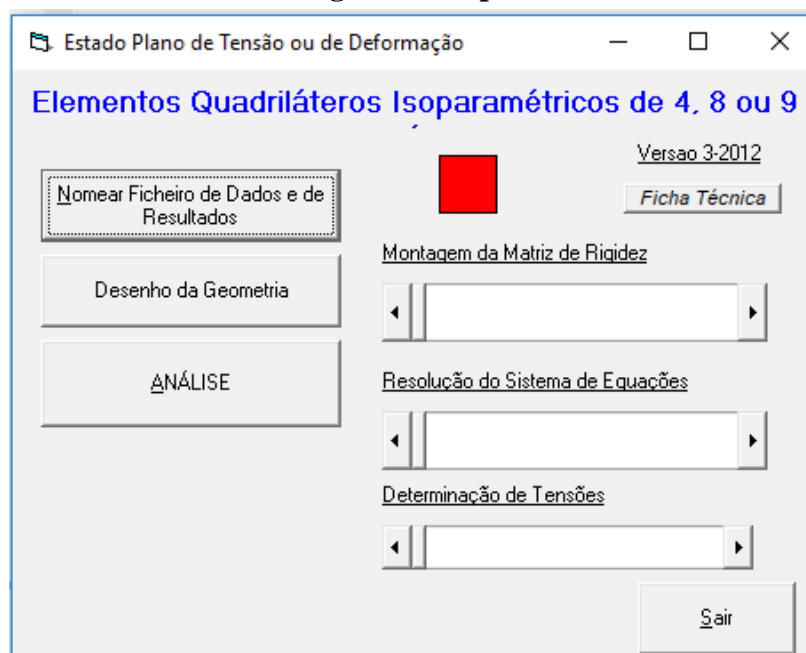 Estado Plano de Tensão ou de Deformação
Elementos Quadriláteros Isoparamétricos de 4, 8 ou 9
Versao 3-2012
Ficha Técnica
Nomear Ficheiro de Dados e de
Resultados
Desenho da Geometria
ANÁLISE
Montagem da Matriz de Rigidez
Resolução do Sistema de Equações
Determinação de Tensões
Sair